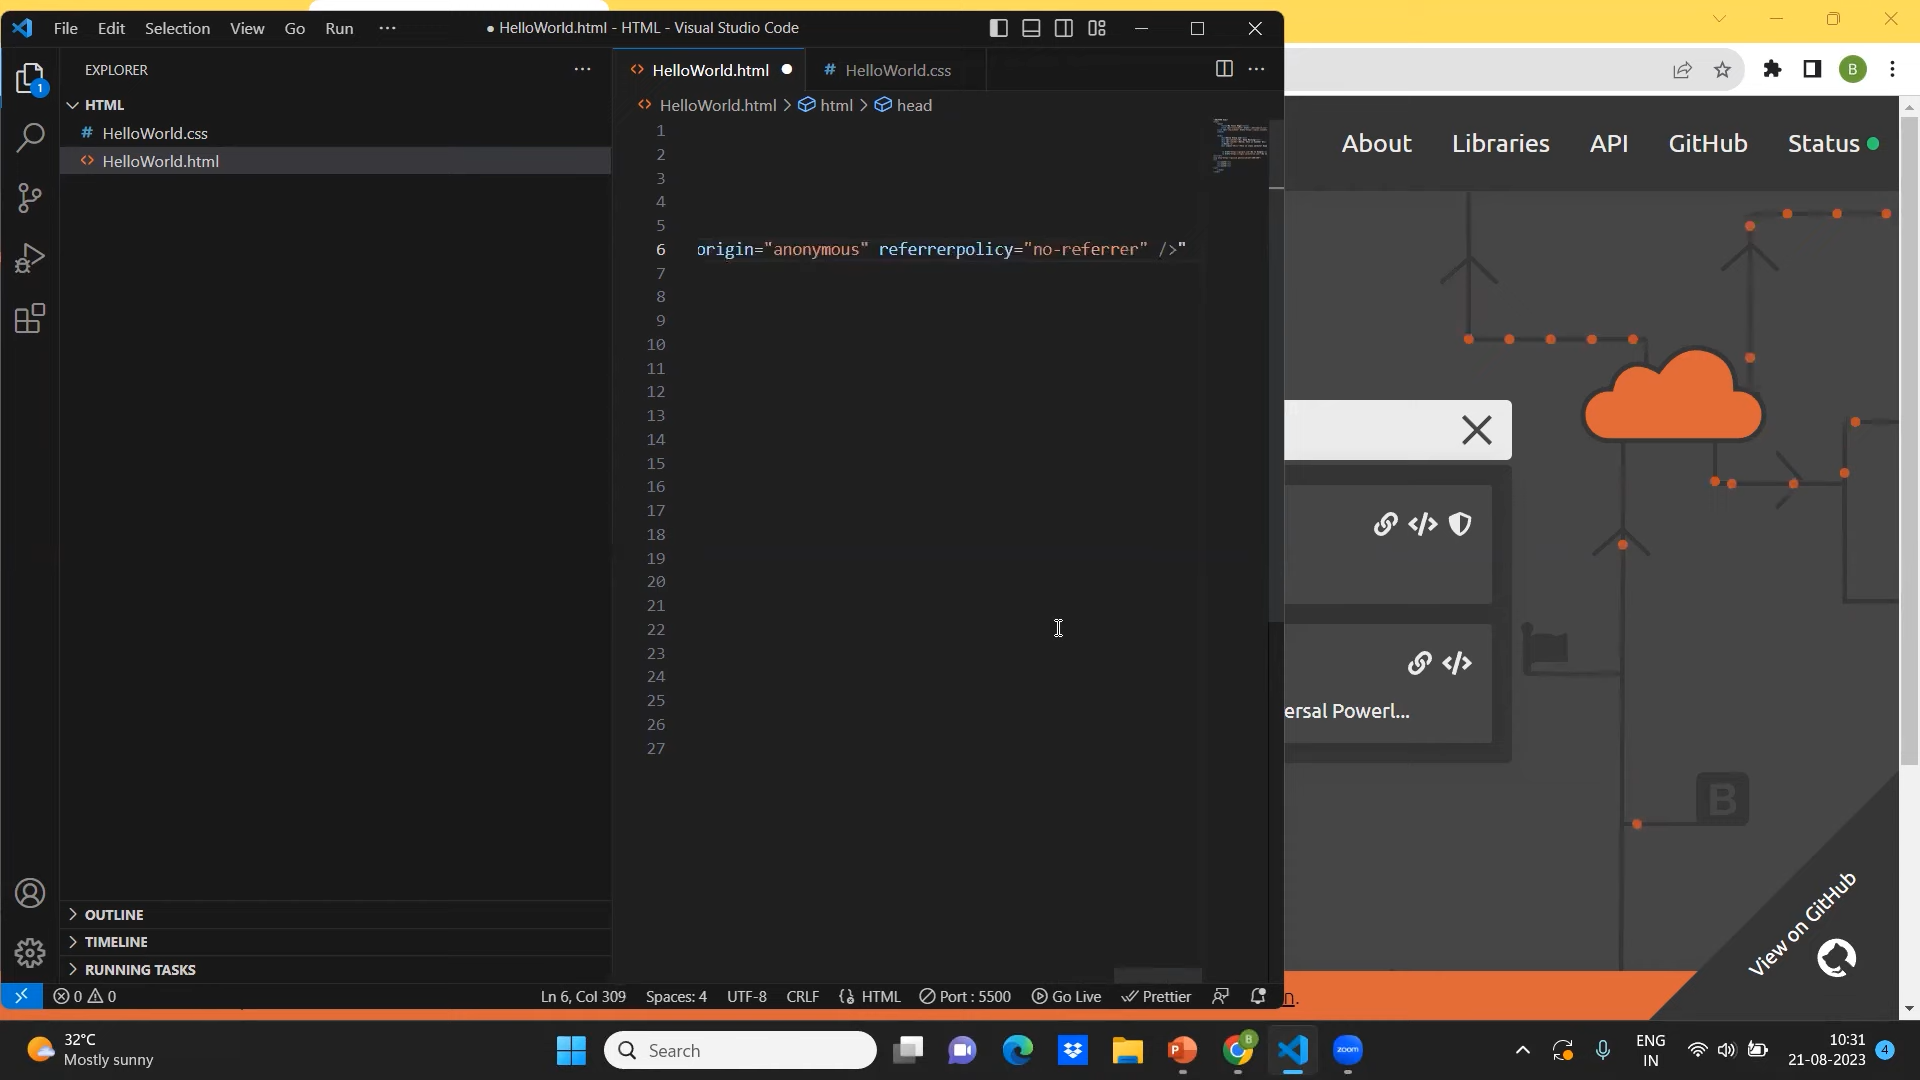 File Edit Selection View Go Run ···
● HelloWorld.html - HTML - Visual Studio Code
EXPLORER
HTML
# HelloWorld.css
<> HelloWorld.html
OUTLINE
TIMELINE
RUNNING TASKS
1
<> HelloWorld.html ●
# HelloWorld.css
<> HelloWorld.html > html > head
1
2
3
4
5
6 origin="anonymous" referrerpolicy="no-referrer" />"
7
8
9
10
11
12
13
14
15
16
17
18
19
20
21
22
23
24
25
26
27
0 0
Ln 6, Col 309 Spaces: 4 UTF-8 CRLF HTML Port : 5500 Go Live Prettier
B
About Libraries API GitHub Status
</>
</>
ersal Powerl...
B
View on GitHub
n.
32°C
Mostly sunny
Search
B
zoom
ENG
IN
10:31
21-08-2023
4